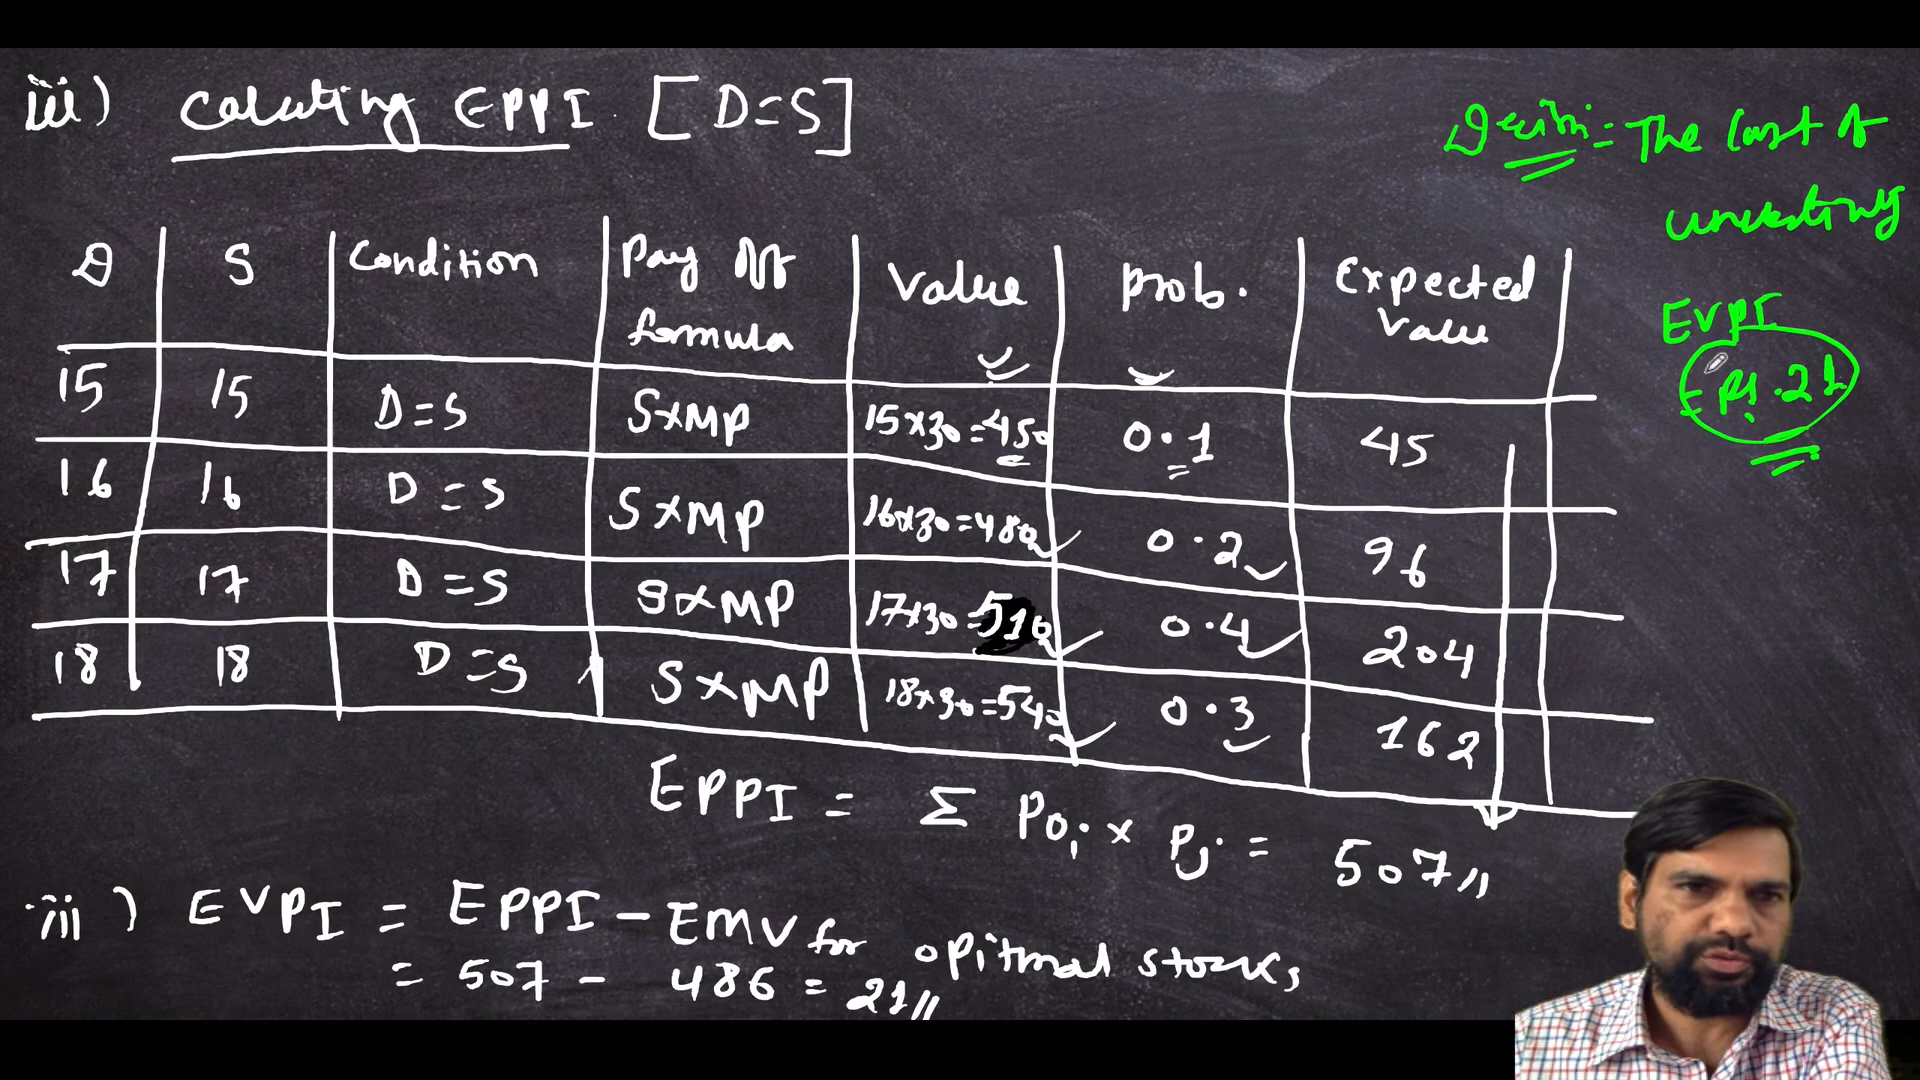 iii) Calulating EPPI. [D=S]
Decision = The cost of
uncertainty
EVPI
= RS. 21
D S Condition Pay Off formula Value Prob. Expected Value
15 15 D=S S×MP 15×30=450 0.1 45
16 16 D=S S×MP 16×30=480 0.2 96
17 17 D=S S×MP 17×30=510 0.4 204
18 18 D=S S×MP 18×30=540 0.3 162
EPPI = Σ POi × Pj = 507
iii) EVPI = EPPI - EMV for opitmal stocks
= 507 - 486 = 21